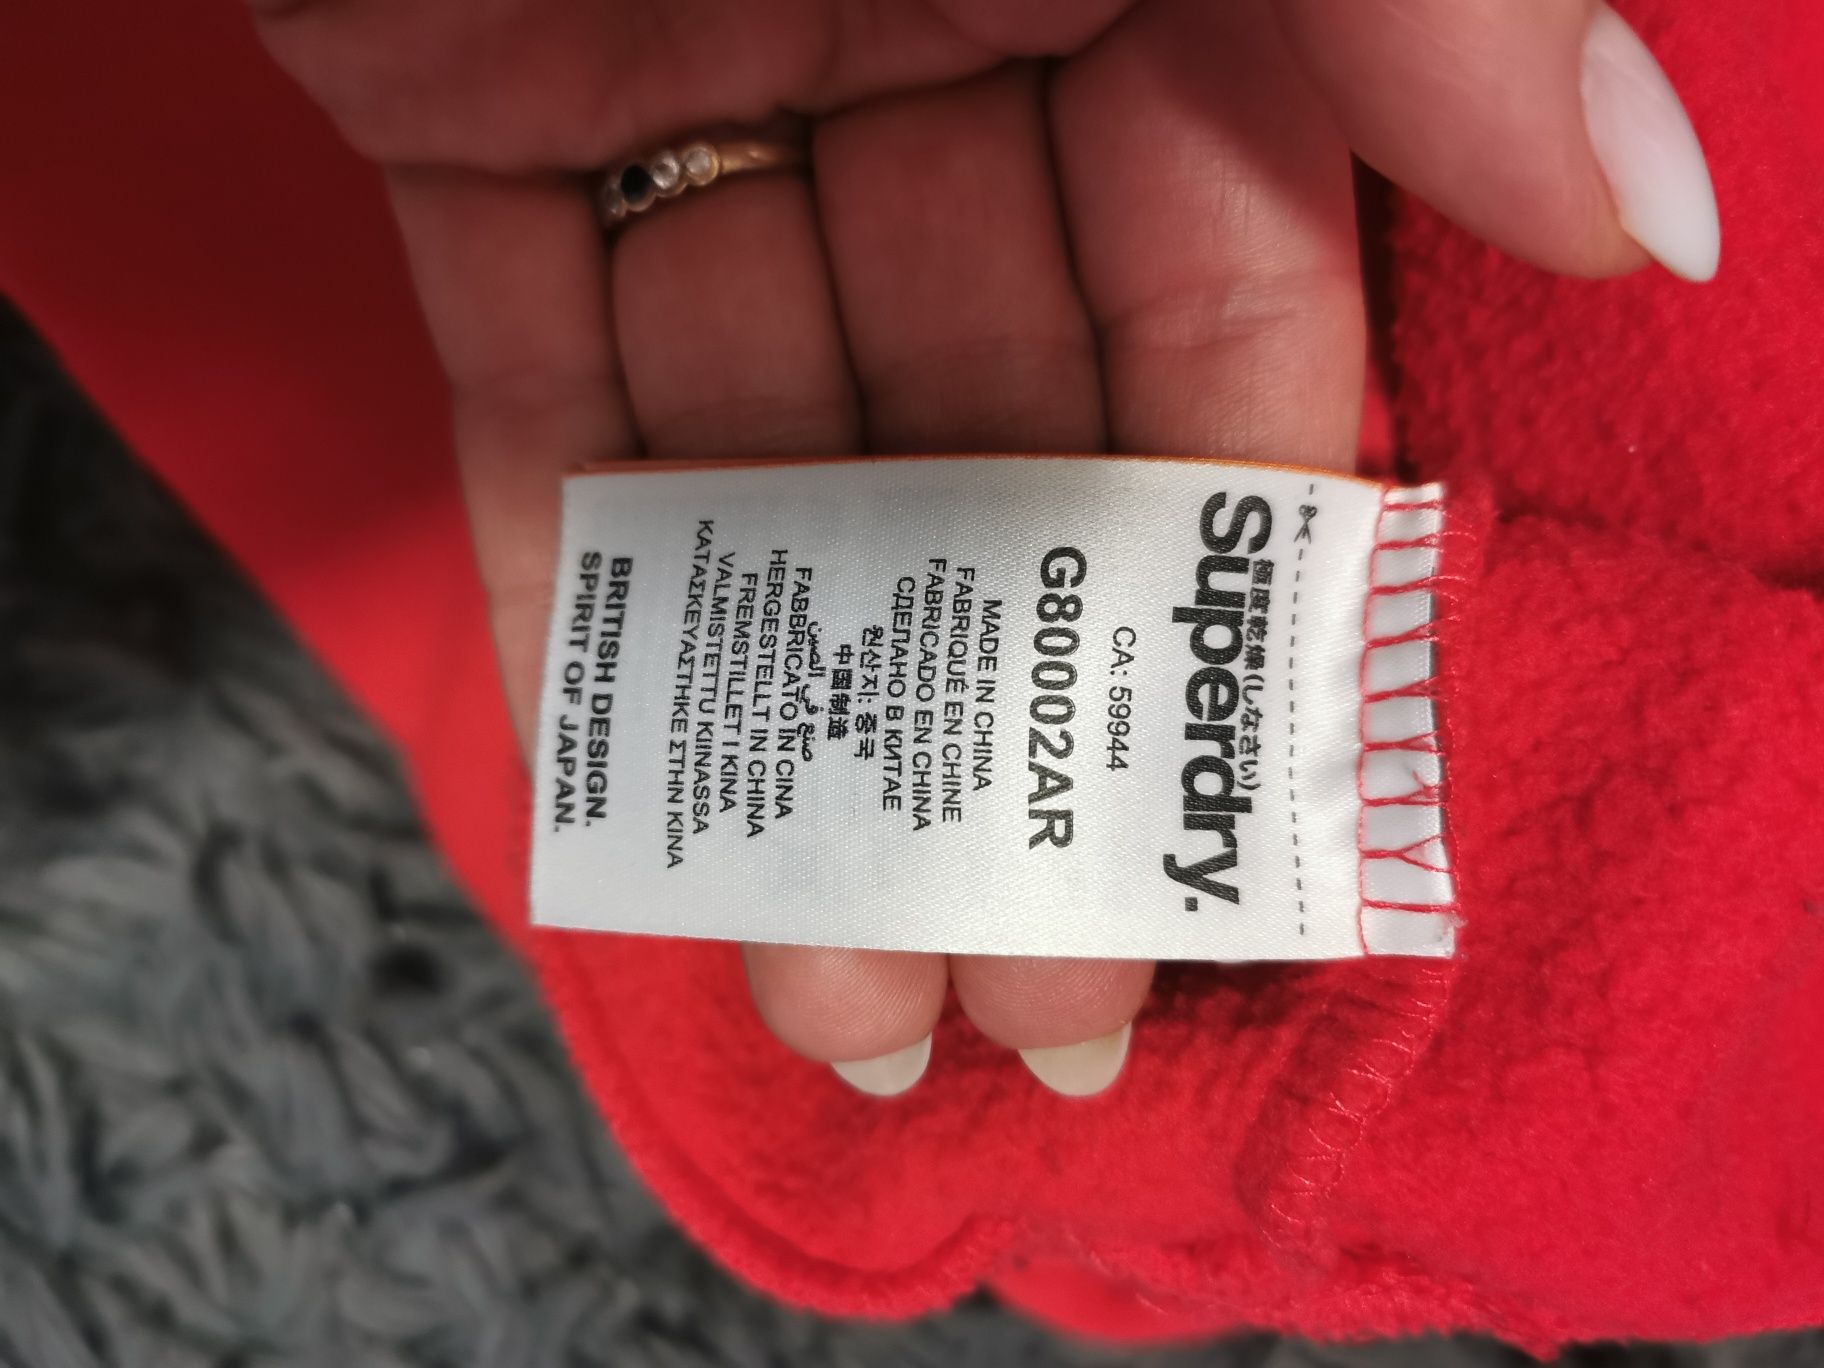 極度乾燥(しなさい)
Superdry.
CA: 59944
G80002AR
MADE IN CHINA
FABRIQUÉ EN CHINE
FABRICADO EN CHINA
СДЕЛАНО В КИТАЕ
원산지: 중국
中國制造
صنع في الصين
FABBRICATO IN CINA
HERGESTELLT IN CHINA
FREMSTILLET I KINA
VALMISTETTU KIINASSA
ΚΑΤΑΣΚΕΥΑΣΤΗΚΕ ΣΤΗΝ ΚΙΝΑ
BRITISH DESIGN.
SPIRIT OF JAPAN.